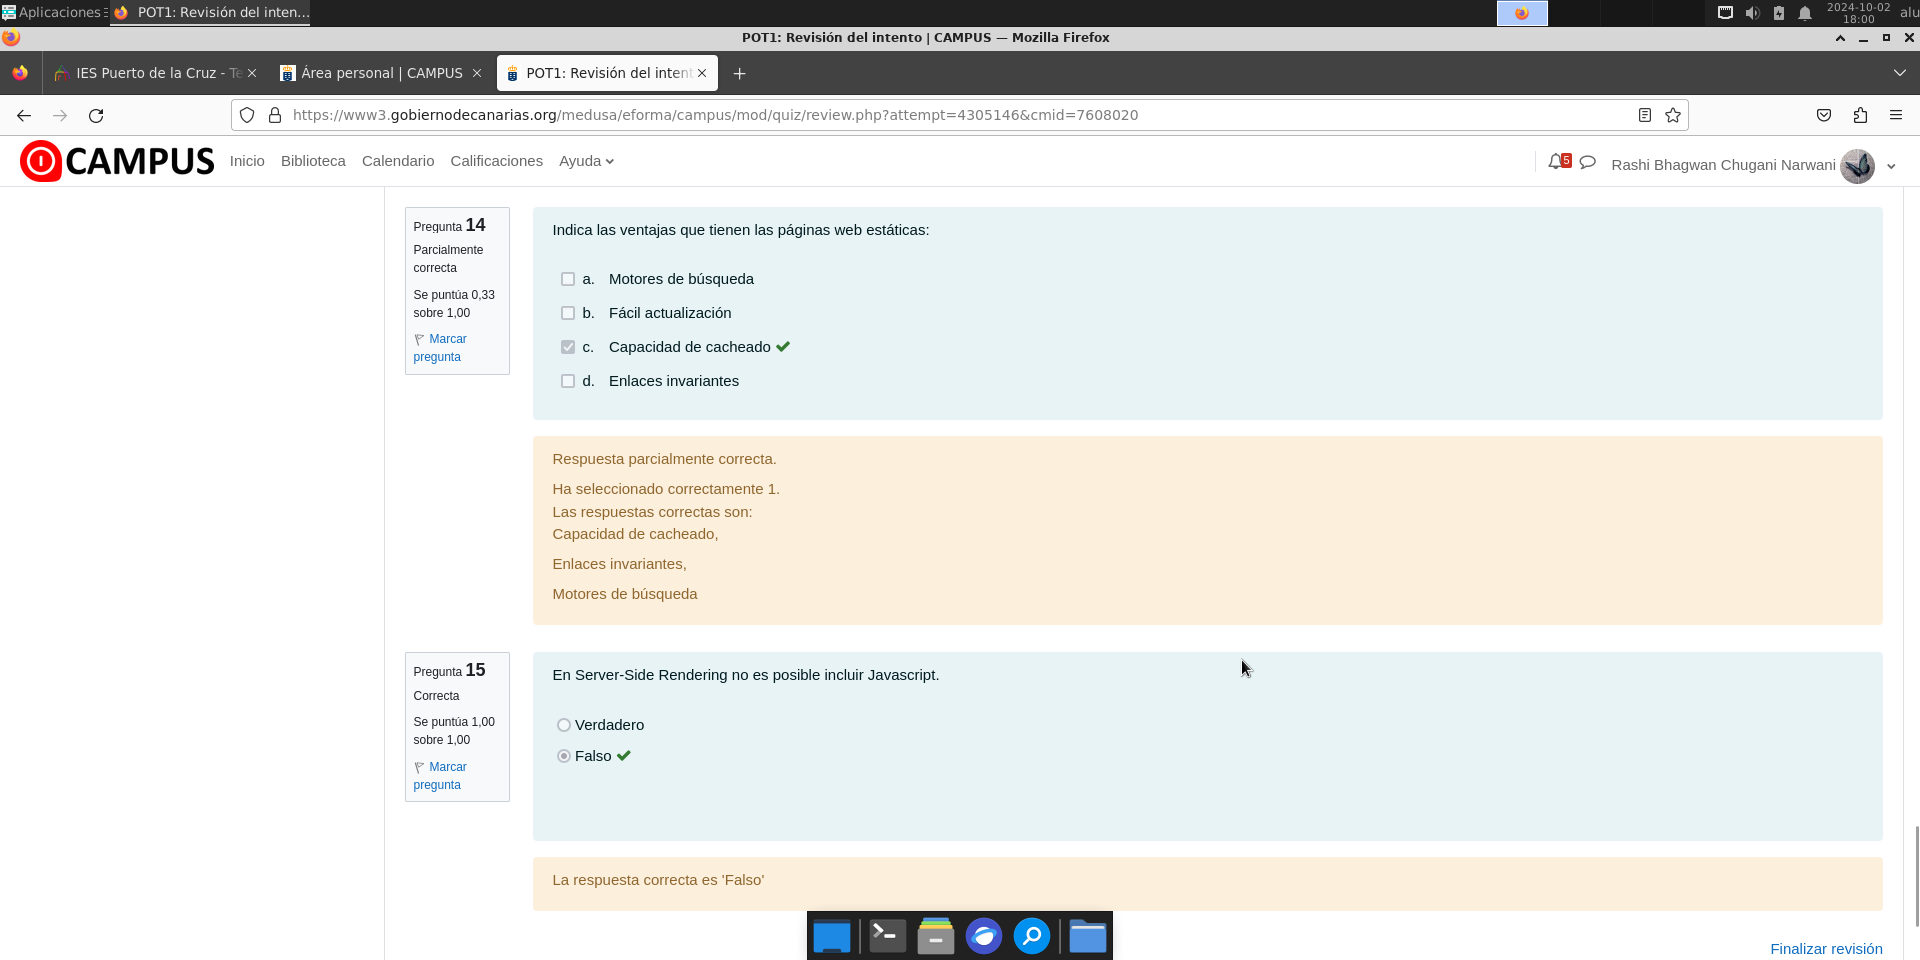 Aplicaciones
POT1: Revisión del inten...
2024-10-02
18:00
alu
POT1: Revisión del intento | CAMPUS — Mozilla Firefox
IES Puerto de la Cruz - Te
Área personal | CAMPUS
POT1: Revisión del intent
https://www3.gobiernodecanarias.org/medusa/eforma/campus/mod/quiz/review.php?attempt=4305146&cmid=7608020
CAMPUS
Inicio
Biblioteca
Calendario
Calificaciones
Ayuda
5
Rashi Bhagwan Chugani Narwani
Pregunta 14
Parcialmente
correcta
Se puntúa 0,33
sobre 1,00
Marcar
pregunta
Indica las ventajas que tienen las páginas web estáticas:
a. Motores de búsqueda
b. Fácil actualización
c. Capacidad de cacheado
d. Enlaces invariantes
Respuesta parcialmente correcta.
Ha seleccionado correctamente 1.
Las respuestas correctas son:
Capacidad de cacheado,
Enlaces invariantes,
Motores de búsqueda
Pregunta 15
Correcta
Se puntúa 1,00
sobre 1,00
Marcar
pregunta
En Server-Side Rendering no es posible incluir Javascript.
Verdadero
Falso
La respuesta correcta es 'Falso'
Finalizar revisión